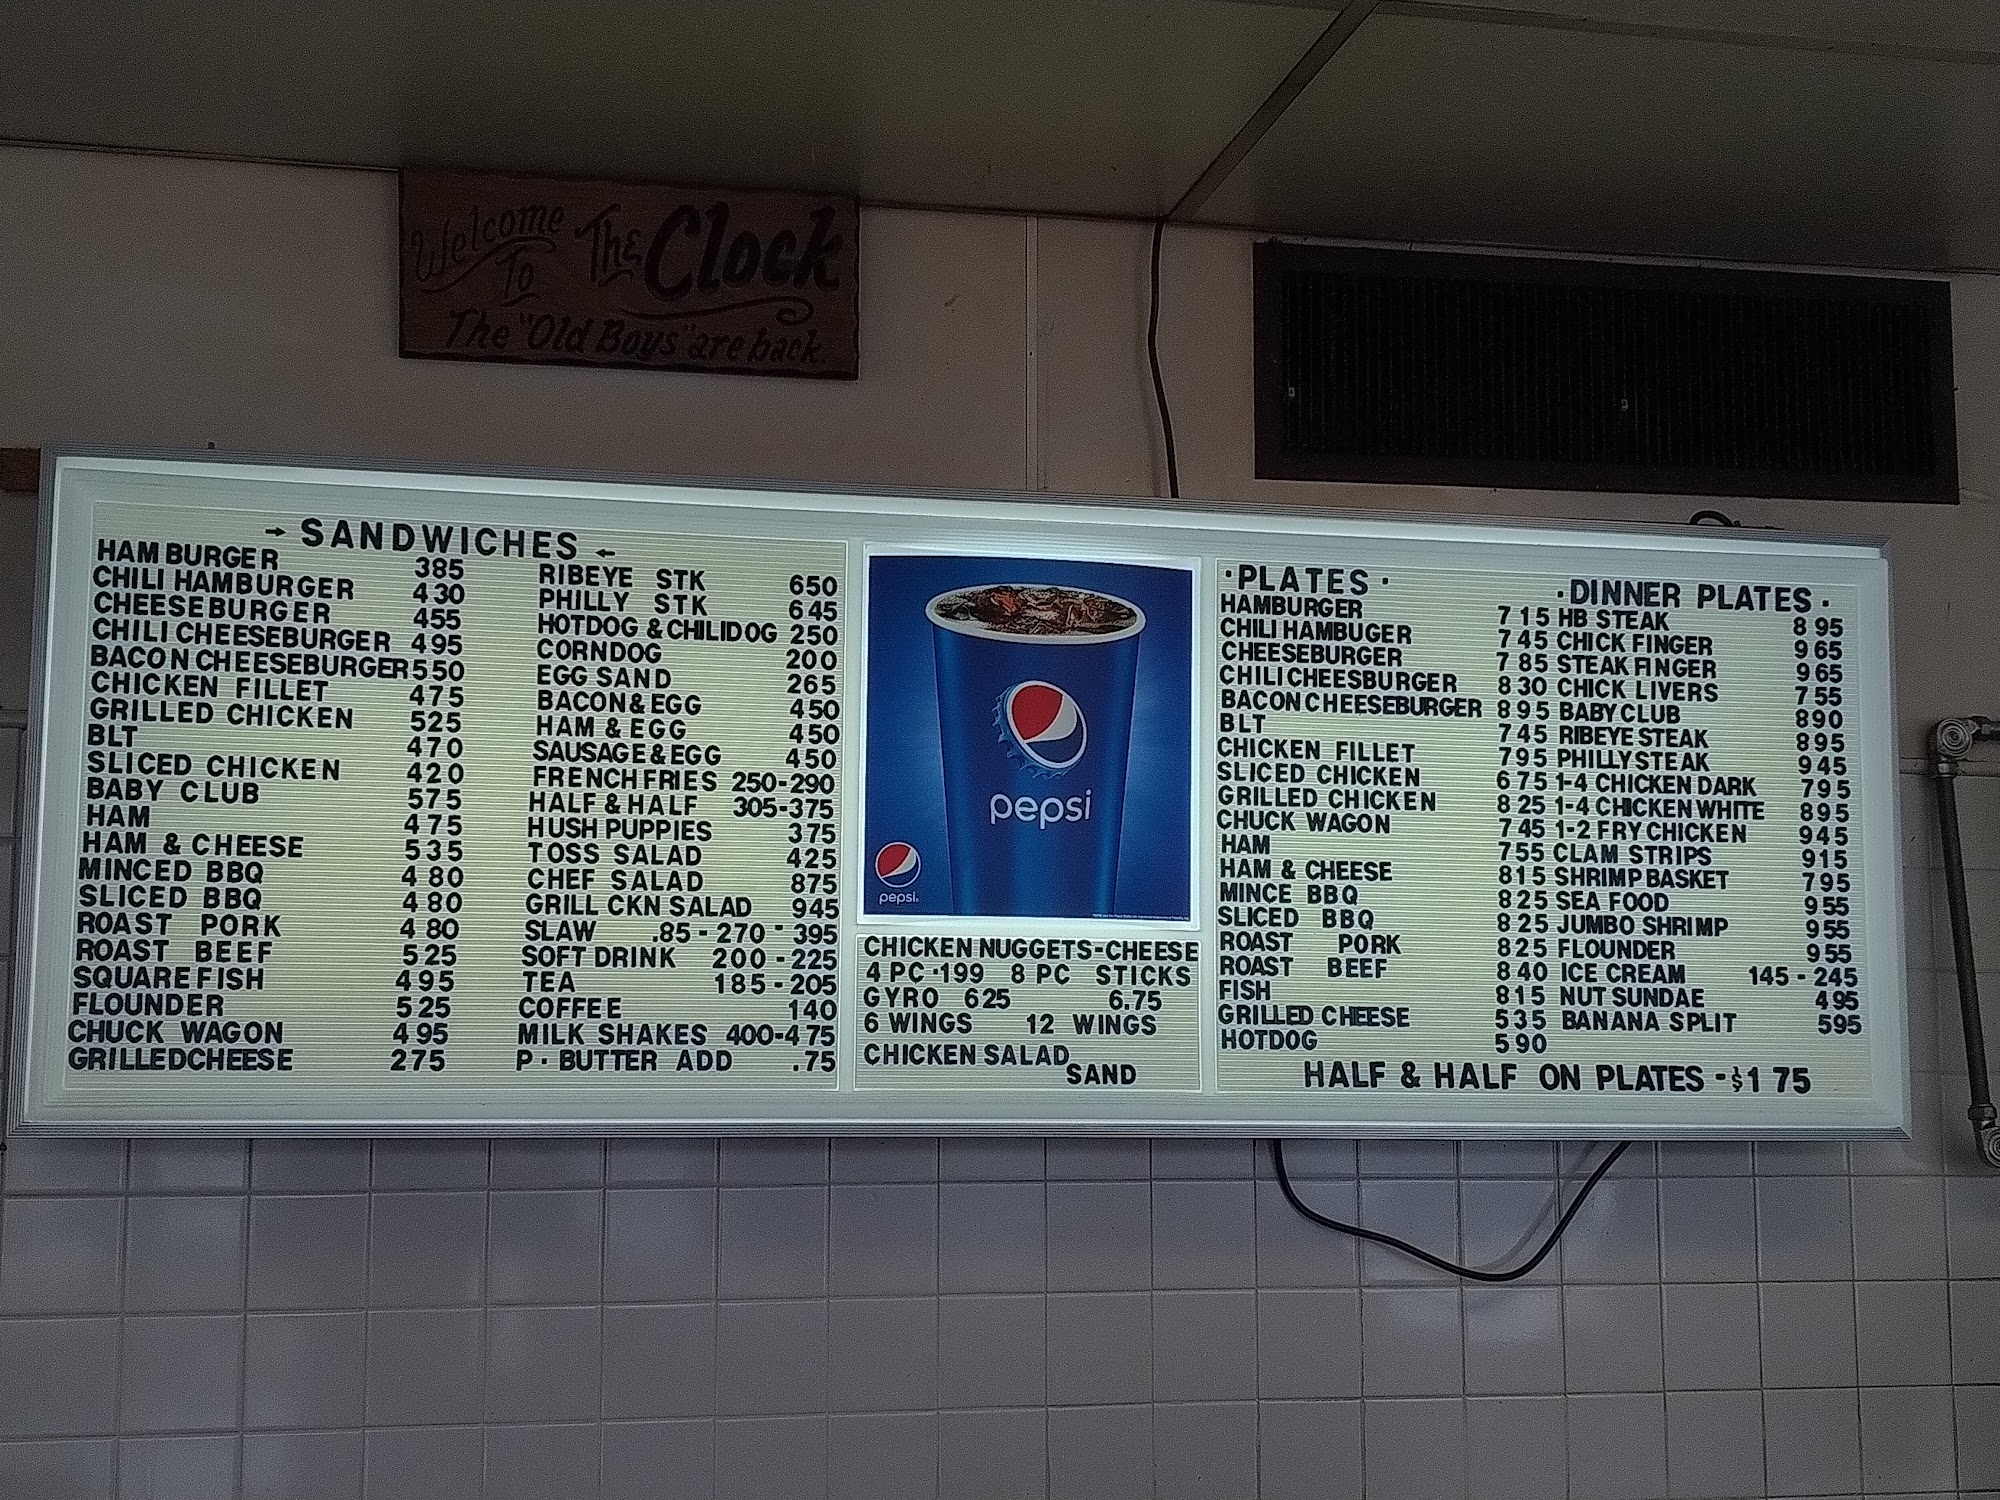 Welcome To The Clock
The "Old Boys" are back.
→ SANDWICHES ←
HAMBURGER 385
CHILI HAMBURGER 430
CHEESEBURGER 455
CHILI CHEESEBURGER 495
BACON CHEESEBURGER 550
CHICKEN FILLET 475
GRILLED CHICKEN 525
BLT 470
SLICED CHICKEN 420
BABY CLUB 575
HAM 475
HAM & CHEESE 535
MINCED BBQ 480
SLICED BBQ 480
ROAST PORK 480
ROAST BEEF 525
SQUARE FISH 495
FLOUNDER 525
CHUCK WAGON 495
GRILLEDCHEESE 275
RIBEYE STK 650
PHILLY STK 645
HOTDOG & CHILIDOG 250
CORNDOG 200
EGG SAND 265
BACON & EGG 450
HAM & EGG 450
SAUSAGE & EGG 450
FRENCH FRIES 250-290
HALF & HALF 305-375
HUSH PUPPIES 375
TOSS SALAD 425
CHEF SALAD 875
GRILL CKN SALAD 945
SLAW .85 - 270 - 395
SOFT DRINK 200 - 225
TEA 185 - 205
COFFEE 140
MILK SHAKES 400-475
P. BUTTER ADD .75
pepsi
pepsi
CHICKEN NUGGETS-CHEESE
4 PC .199 8 PC STICKS
GYRO 625 6.75
6 WINGS 12 WINGS
CHICKEN SALAD
SAND
·PLATES·
HAMBURGER 715
CHILI HAMBUGER 745
CHEESEBURGER 785
CHILI CHEESBURGER 830
BACON CHEESEBURGER 895
BLT 745
CHICKEN FILLET 795
SLICED CHICKEN 675
GRILLED CHICKEN 825
CHUCK WAGON 745
HAM 755
HAM & CHEESE 815
MINCE BBQ 825
SLICED BBQ 825
ROAST PORK 825
ROAST BEEF 840
FISH 815
GRILLED CHEESE 535
HOTDOG 590
·DINNER PLATES·
HB STEAK 895
CHICK FINGER 965
STEAK FINGER 965
CHICK LIVERS 755
BABY CLUB 890
RIBEYE STEAK 895
PHILLY STEAK 945
1-4 CHICKEN DARK 795
1-4 CHICKEN WHITE 895
1-2 FRY CHICKEN 945
CLAM STRIPS 915
SHRIMP BASKET 795
SEA FOOD 955
JUMBO SHRIMP 955
FLOUNDER 955
ICE CREAM 145 - 245
NUT SUNDAE 495
BANANA SPLIT 595
HALF & HALF ON PLATES - $1 75